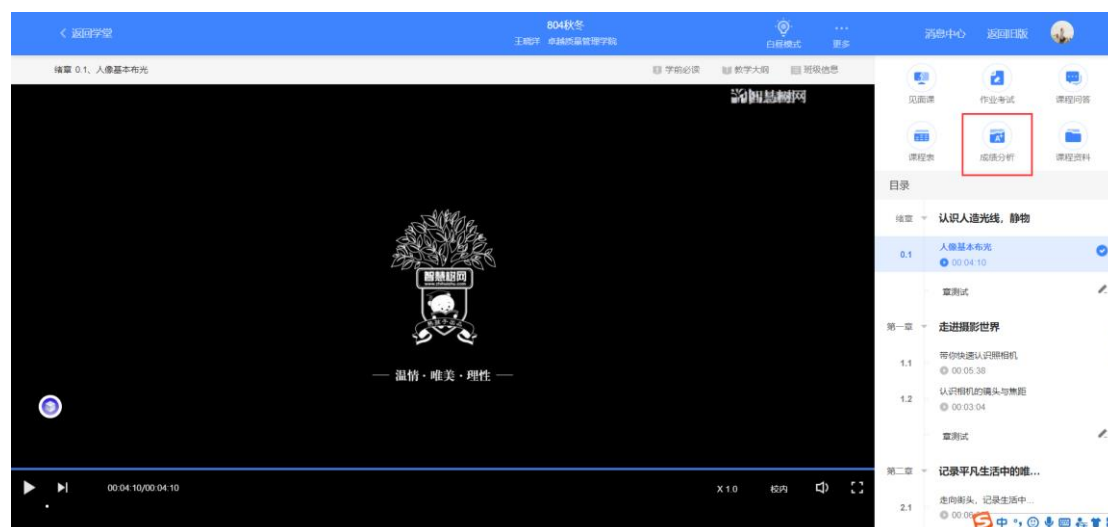 < 返回学堂
804秋冬
王晓洋 卓越质量管理学院
白昼模式
更多
消息中心
返回旧版
绪章 0.1、人像基本布光
学前必读
教学大纲
班级信息
智慧树网
智慧树网
www.zhihuishu.com
— 温情·唯美·理性 —
00:04:10/00:04:10
X 1.0
校内
见面课
作业考试
课程问答
课程表
成绩分析
课程资料
目录
绪章 认识人造光线，静物
0.1 人像基本布光
00:04:10
章测试
第一章 走进摄影世界
1.1 带你快速认识照相机
00:05:38
1.2 认识相机的镜头与焦距
00:03:04
章测试
第二章 记录平凡生活中的唯...
2.1 走向街头，记录生活中...
00:06
中